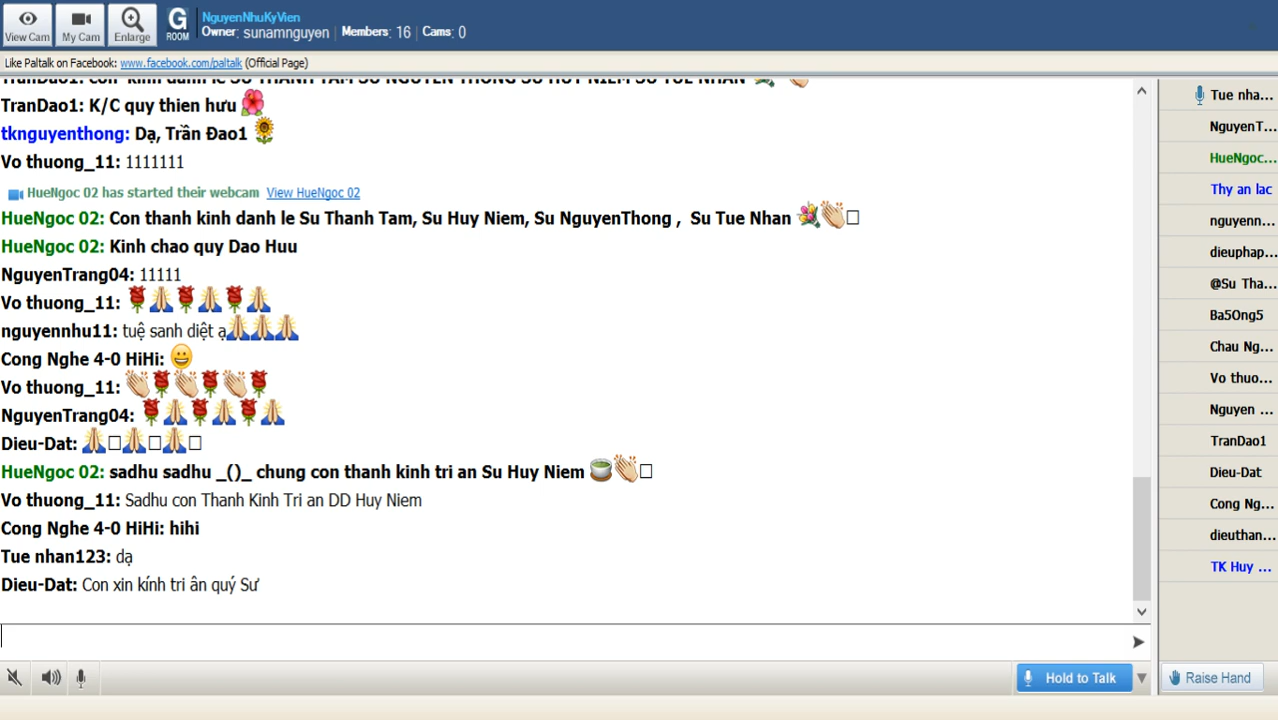 View Cam
My Cam
Enlarge
G
ROOM
NguyenNhuKyVien
Owner: sunamnguyen Members: 16 Cams: 0
Like Paltalk on Facebook: www.facebook.com/paltalk (Official Page)
TranDao1: K/C quy thien hưu 🌺
tknguyenthong: Dạ, Trần Đao1 🌻
Vo thuong_11: 1111111
HueNgoc 02 has started their webcam View HueNgoc 02
HueNgoc 02: Con thanh kinh danh le Su Thanh Tam, Su Huy Niem, Su NguyenThong , Su Tue Nhan 💐👏□
HueNgoc 02: Kinh chao quy Dao Huu
NguyenTrang04: 11111
Vo thuong_11: 🌹🙏🌹🙏🌹🙏
nguyennhu11: tuệ sanh diệt ạ🙏🙏🙏
Cong Nghe 4-0 HiHi: 😀
Vo thuong_11: 👏🌹👏🌹👏🌹
NguyenTrang04: 🌹🙏🌹🙏🌹🙏
Dieu-Dat: 🙏□🙏□🙏□
HueNgoc 02: sadhu sadhu _()_ chung con thanh kinh tri an Su Huy Niem 🍵👏□
Vo thuong_11: Sadhu con Thanh Kinh Tri an DD Huy Niem
Cong Nghe 4-0 HiHi: hihi
Tue nhan123: dạ
Dieu-Dat: Con xin kính tri ân quý Sư
Hold to Talk
Tue nha...
NguyenT...
HueNgoc...
Thy an lac
nguyenn...
dieuphap...
@Su Tha...
Ba5Ong5
Chau Ng...
Vo thuo...
Nguyen ...
TranDao1
Dieu-Dat
Cong Ng...
dieuthan...
TK Huy ...
Raise Hand